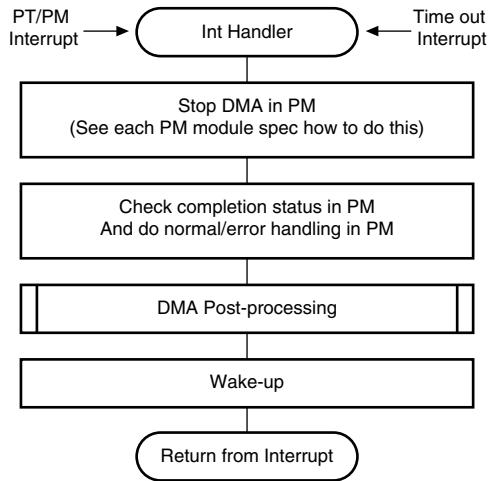 PT/PM
Interrupt
Int Handler
Time out
Interrupt
Stop DMA in PM
(See each PM module spec how to do this)
Check completion status in PM
And do normal/error handling in PM
DMA Post-processing
Wake-up
Return from Interrupt